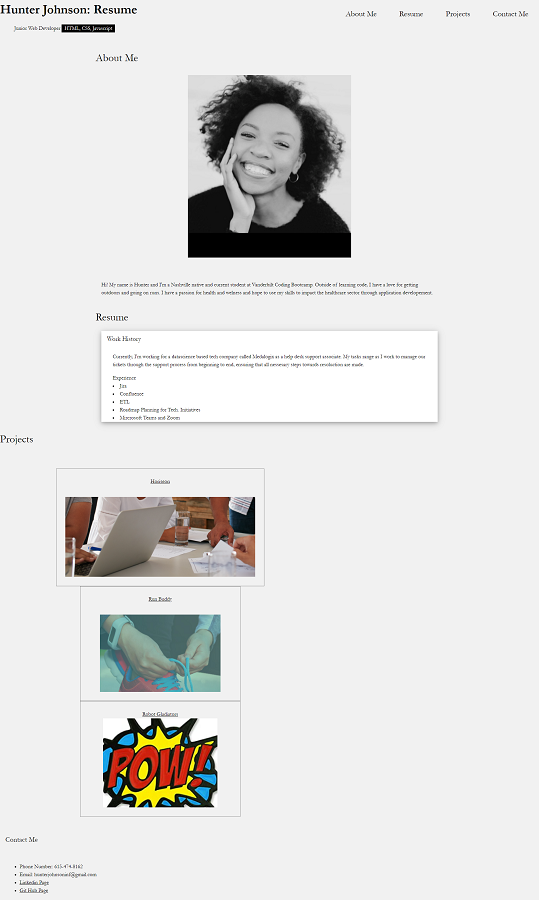 Hunter Johnson: Resume
About Me Resume Projects Contact Me
Junior Web Developer HTML, CSS, Javascript
About Me
Hi! My name is Hunter and I'm a Nashville native and current student at Vanderbilt Coding Bootcamp. Outside of learning code, I have a love for getting
outdoors and going on runs. I have a passion for health and welness and hope to use my skills to impact the healthcare sector through application developement.
Resume
Work History
Currently, I'm working for a datascience based tech company called Medalogix as a help desk support associate. My tasks range as I work to manage our
tickets through the support process from beginning to end, ensuring that all nessesary steps towards resolution are made.
Experience
Jira
Confluence
ETL
Roadmap Planning for Tech. Intiatives
Microsoft Teams and Zoom
Projects
Horiseon
Run Buddy
Robot Gladiators
POW!
Contact Me
Phone Number: 615-474-8162
Email: hunterjohnsoninf@gmail.com
Linkedin Page
Git Hub Page